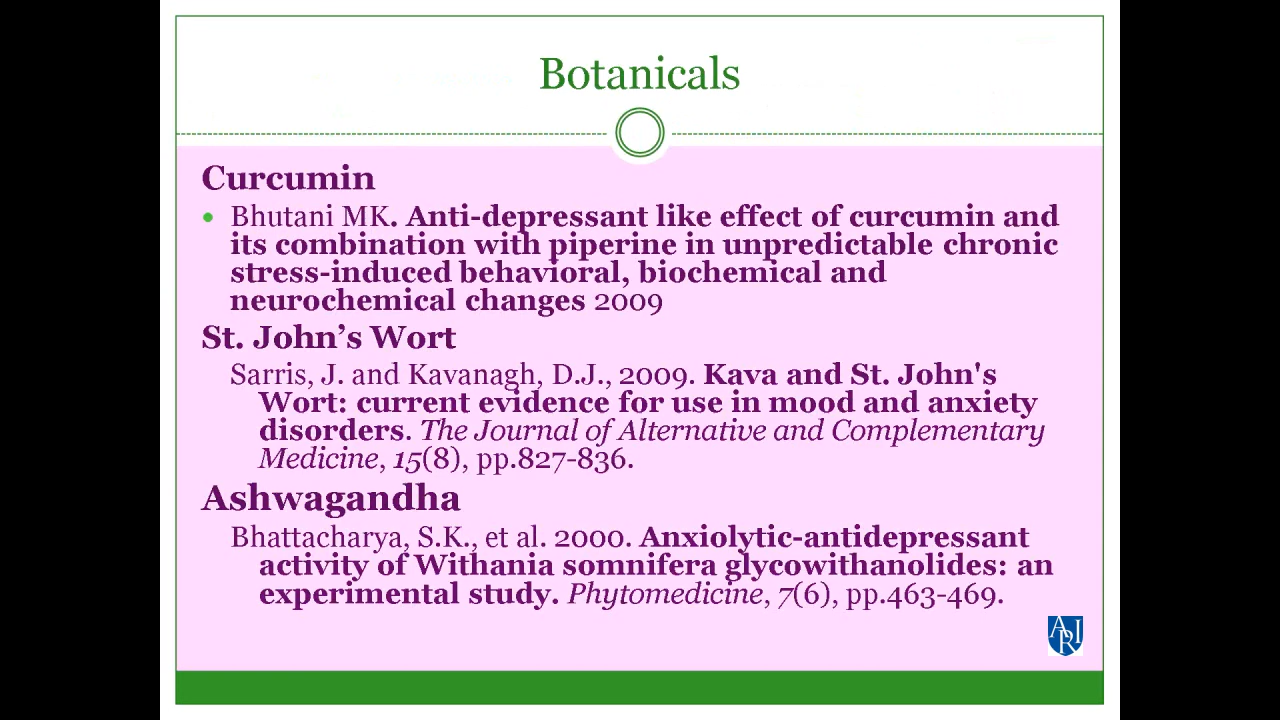 Botanicals
Curcumin
• Bhutani MK. Anti-depressant like effect of curcumin and
its combination with piperine in unpredictable chronic
stress-induced behavioral, biochemical and
neurochemical changes 2009
St. John’s Wort
Sarris, J. and Kavanagh, D.J., 2009. Kava and St. John's
Wort: current evidence for use in mood and anxiety
disorders. The Journal of Alternative and Complementary
Medicine, 15(8), pp.827-836.
Ashwagandha
Bhattacharya, S.K., et al. 2000. Anxiolytic-antidepressant
activity of Withania somnifera glycowithanolides: an
experimental study. Phytomedicine, 7(6), pp.463-469.
ARI